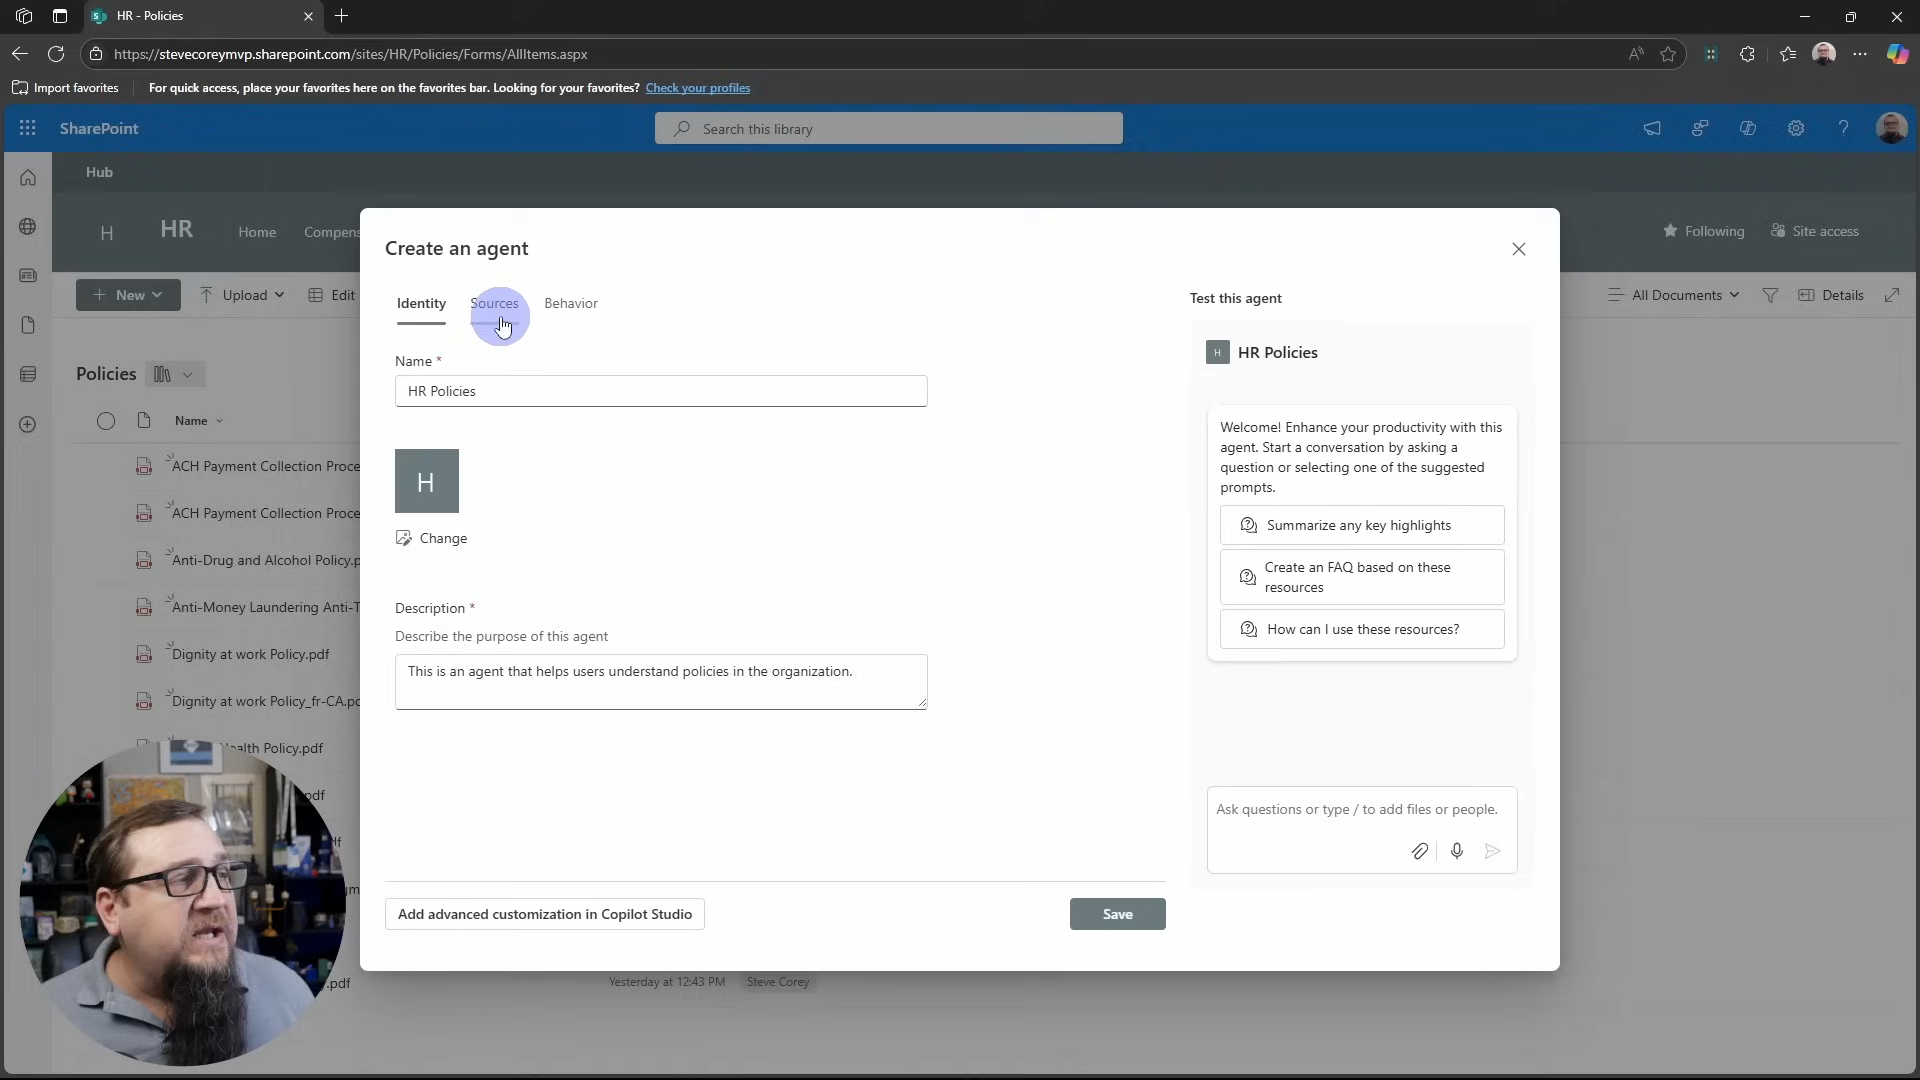 HR - Policies
https://stevecoreymvp.sharepoint.com/sites/HR/Policies/Forms/AllItems.aspx
Import favorites
For quick access, place your favorites here on the favorites bar. Looking for your favorites? Check your profiles
SharePoint
Search this library
Hub
H
HR
Home
Compens
Following
Site access
New
Upload
Edit
All Documents
Details
Policies
Name
ACH Payment Collection Proce
ACH Payment Collection Proce
Anti-Drug and Alcohol Policy.p
Anti-Money Laundering Anti-T
Dignity at work Policy.pdf
Dignity at work Policy_fr-CA.pd
alth Policy.pdf
Yesterday at 12:43 PM
Steve Corey
Create an agent
Identity
Sources
Behavior
Name *
HR Policies
H
Change
Description *
Describe the purpose of this agent
This is an agent that helps users understand policies in the organization.
Add advanced customization in Copilot Studio
Save
Test this agent
H
HR Policies
Welcome! Enhance your productivity with this
agent. Start a conversation by asking a
question or selecting one of the suggested
prompts.
Summarize any key highlights
Create an FAQ based on these
resources
How can I use these resources?
Ask questions or type / to add files or people.